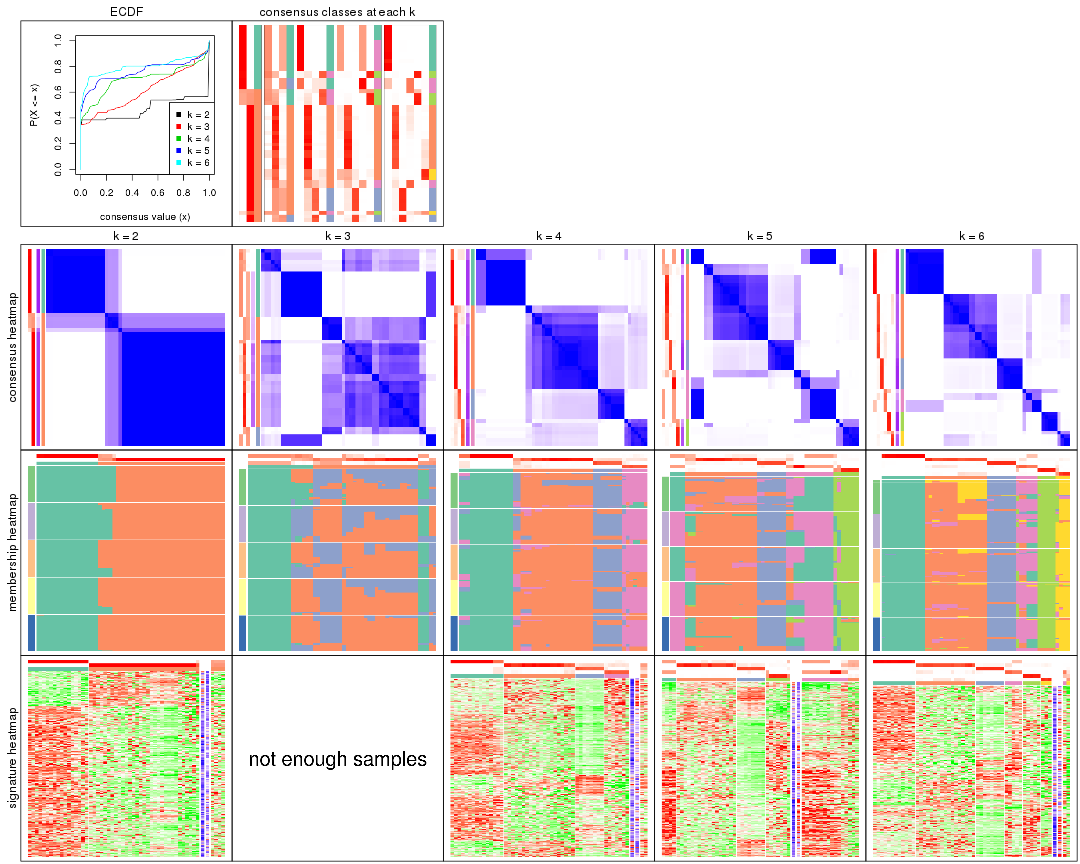 ECDF
consensus classes at each k
P(X <= x)
0.0 0.2 0.4 0.6 0.8 1.0
k = 2
k = 3
k = 4
k = 5
k = 6
0.0 0.2 0.4 0.6 0.8 1.0
consensus value (x)
k = 2
k = 3
k = 4
k = 5
k = 6
consensus heatmap
membership heatmap
signature heatmap
not enough samples